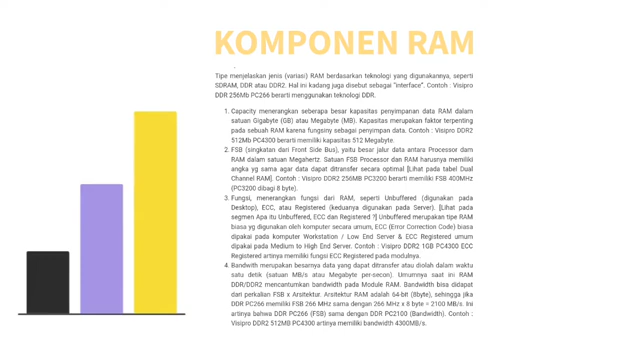 KOMPONEN RAM
Tipe menjelaskan jenis (variasi) RAM berdasarkan teknologi yang digunakannya, seperti
SDRAM, DDR atau DDR2. Hal ini kadang juga disebut sebagai "interface". Contoh : Visipro
DDR 256Mb PC266 berarti menggunakan teknologi DDR.
1. Capacity menerangkan seberapa besar kapasitas penyimpanan data RAM dalam
satuan Gigabyte (GB) atau Megabyte (MB). Kapasitas merupakan faktor terpenting
pada sebuah RAM karena fungsiny sebagai penyimpan data. Contoh : Visipro DDR2
512Mb PC4300 berarti memiliki kapasitas 512 Megabyte.
2. FSB (singkatan dari Front Side Bus), yaitu besar jalur data antara Processor dam
RAM dalam satuan Megahertz. Satuan FSB Processor dan RAM harusnya memiliki
angka yg sama agar data dapat ditransfer secara optimal [Lihat pada tabel Dual
Channel RAM]. Contoh : Visipro DDR2 256MB PC3200 berarti memiliki FSB 400MHz
(PC3200 dibagi 8 byte).
3. Fungsi, menerangkan fungsi dari RAM, seperti Unbuffered (digunakan pada
Desktop), ECC, atau Registered (keduanya digunakan pada Server). [Lihat pada
segmen Apa itu Unbuffered, ECC dan Registered ?] Unbuffered merupakan tipe RAM
biasa yg digunakan oleh komputer secara umum, ECC (Error Correction Code) biasa
dipakai pada komputer Workstation / Low End Server & ECC Registered umum
dipakai pada Medium to High End Server. Contoh : Visipro DDR2 1GB PC4300 ECC
Registered artinya memiliki fungsi ECC Registered pada modulnya.
4. Bandwith merupakan besarnya data yang dapat ditransfer atau diolah dalam waktu
satu detik (satuan MB/s atau Megabyte per-secon). Umumnya saat ini RAM
DDR/DDR2 mencantumkan bandwidth pada Module RAM. Bandwidth bisa didapat
dari perkalian FSB x Arsitektur. Arsitektur RAM adalah 64-bit (8byte), sehingga jika
DDR PC266 memiliki FSB 266 MHz sama dengan 266 MHz x 8 byte = 2100 MB/s. Ini
artinya bahwa DDR PC266 (FSB) sama dengan PC2100 (Bandwidth). Contoh :
Visipro DDR2 512MB PC4300 artinya memiliki bandwidth 4300MB/s.